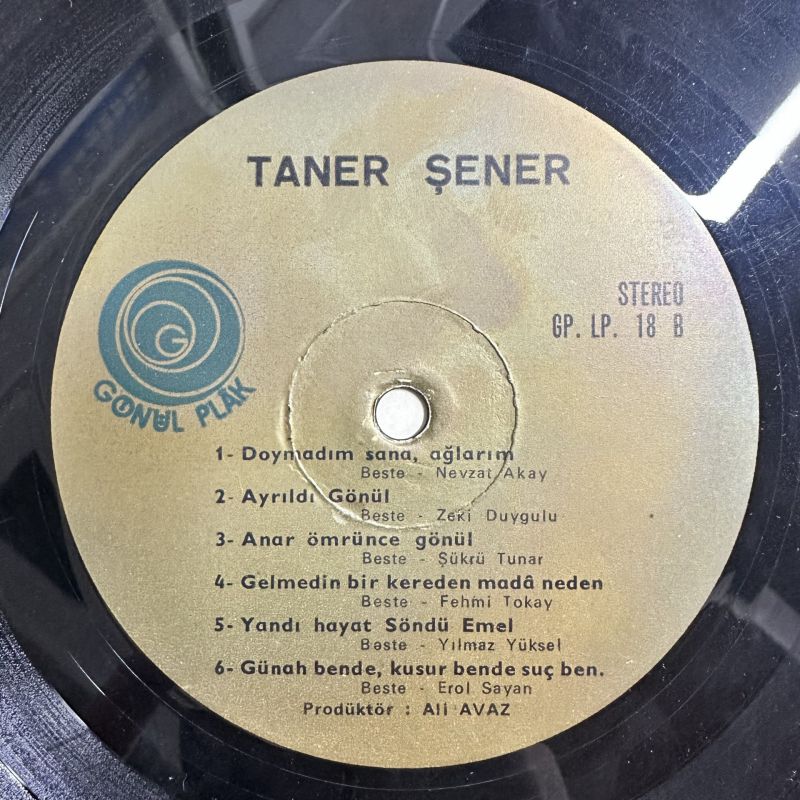 TANER ŞENER
STEREO
GP. LP. 18 B
G
GÖNÜL PLÂK
1- Doymadım sana, ağlarım
Beste - Nevzat Akay
2- Ayrıldı Gönül
Beste - Zeki Duygulu
3- Anar ömrünce gönül
Beste - Şükrü Tunar
4- Gelmedin bir kereden madâ neden
Beste - Fehmi Tokay
5- Yandı hayat Söndü Emel
Beste - Yılmaz Yüksel
6- Günah bende, kusur bende suç ben.
Beste - Erol Sayan
Prodüktör : Ali AVAZ